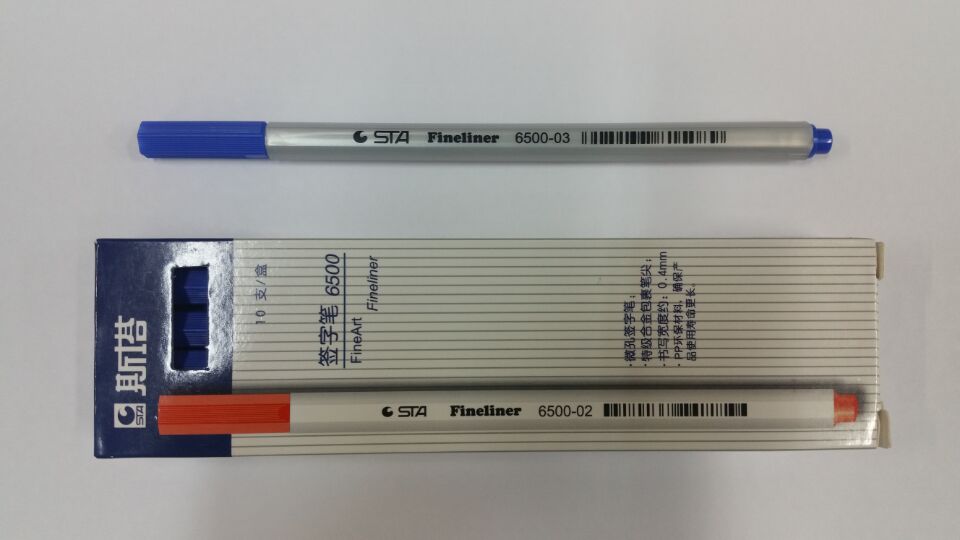 STA Fineliner 6500-03
斯塔
STA
10 支/盒
签字笔 6500
FineArt Fineliner
·微孔签字笔；
·特级合金包裹笔尖；
·书写宽度约：0.4mm
·PP环保材料，确保产
品使用寿命更长。
STA Fineliner 6500-02